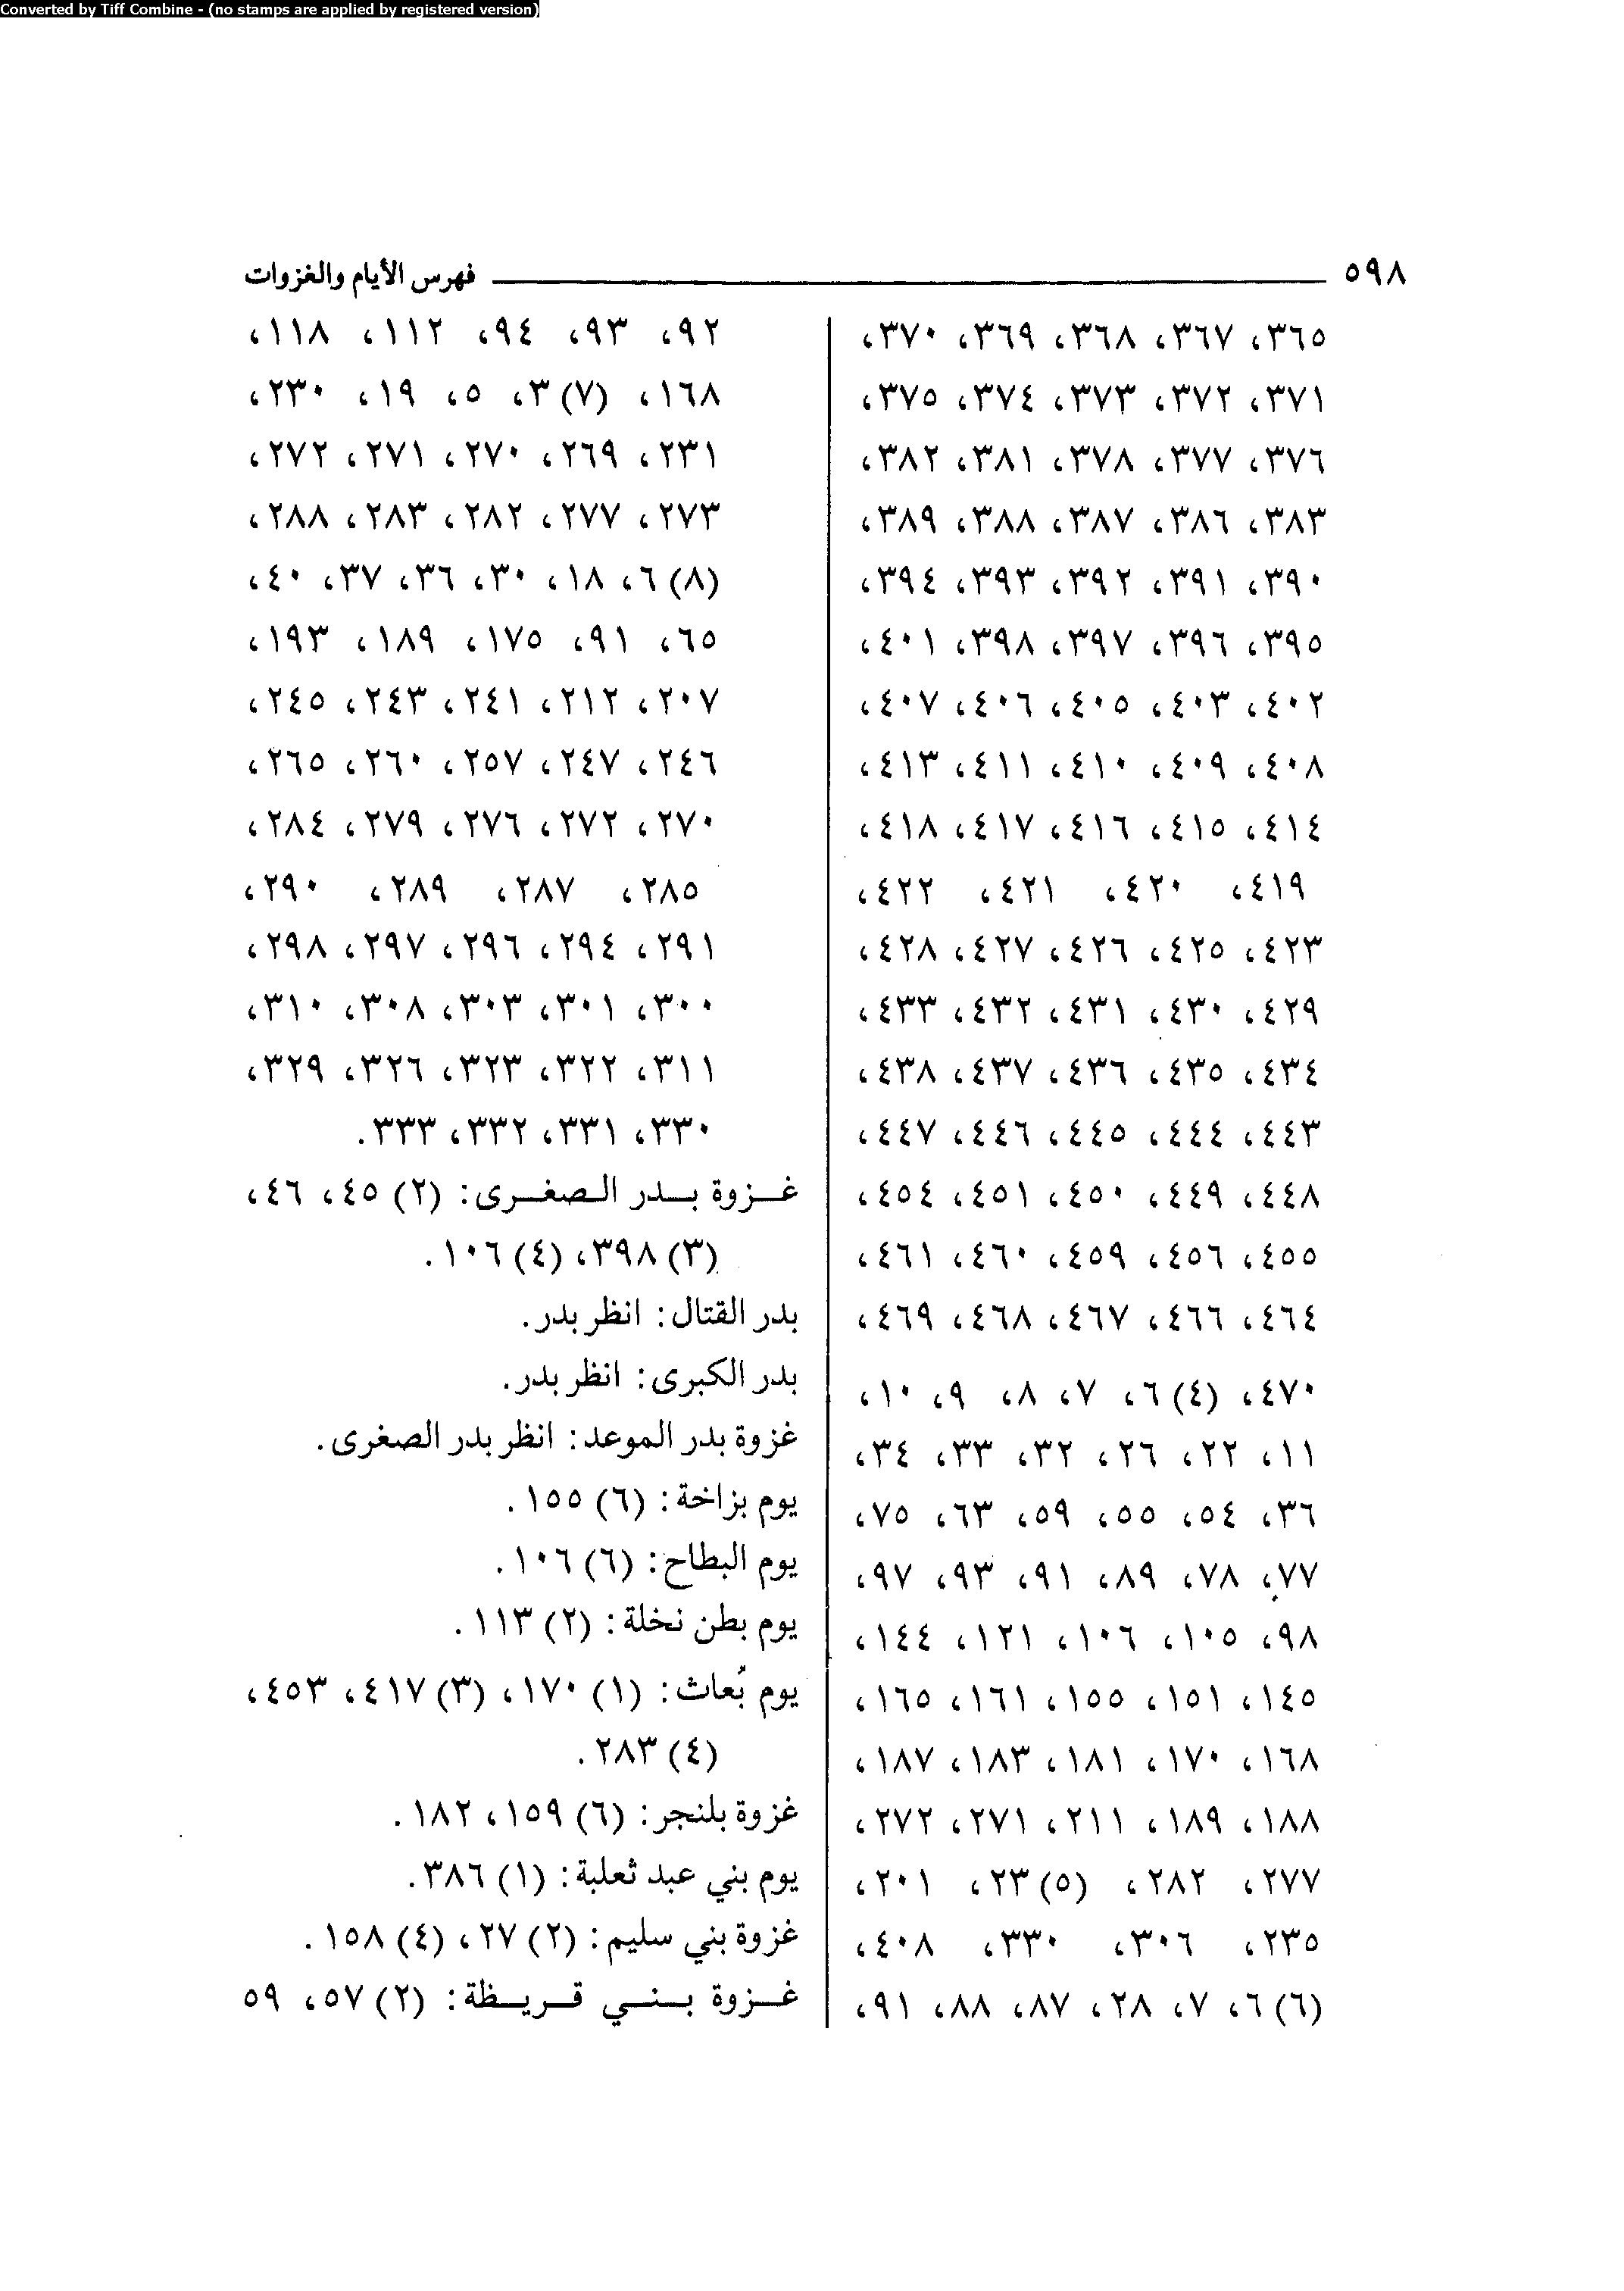 Converted by Tiff Combine - (no stamps are applied by registered version)
٥٩٨ فهرس الأيام والغزوات
٣٦٥، ٣٦٧، ٣٦٨، ٣٦٩، ٣٧٠،
٣٧١، ٣٧٢، ٣٧٣، ٣٧٤، ٣٧٥،
٣٧٦، ٣٧٧، ٣٧٨، ٣٨١، ٣٨٢،
٣٨٣، ٣٨٦، ٣٨٧، ٣٨٨، ٣٨٩،
٣٩٠، ٣٩١، ٣٩٢، ٣٩٣، ٣٩٤،
٣٩٥، ٣٩٦، ٣٩٧، ٣٩٨، ٤٠١،
٤٠٢، ٤٠٣، ٤٠٥، ٤٠٦، ٤٠٧،
٤٠٨، ٤٠٩، ٤١٠، ٤١١، ٤١٣،
٤١٤، ٤١٥، ٤١٦، ٤١٧، ٤١٨،
٤١٩، ٤٢٠، ٤٢١، ٤٢٢،
٤٢٣، ٤٢٥، ٤٢٦، ٤٢٧، ٤٢٨،
٤٢٩، ٤٣٠، ٤٣١، ٤٣٢، ٤٣٣،
٤٣٤، ٤٣٥، ٤٣٦، ٤٣٧، ٤٣٨،
٤٤٣، ٤٤٤، ٤٤٥، ٤٤٦، ٤٤٧،
٤٤٨، ٤٤٩، ٤٥٠، ٤٥١، ٤٥٤،
٤٥٥، ٤٥٦، ٤٥٩، ٤٦٠، ٤٦١،
٤٦٤، ٤٦٦، ٤٦٧، ٤٦٨، ٤٦٩،
٤٧٠، (٤) ٦، ٧، ٨، ٩، ١٠،
١١، ٢٢، ٢٦، ٣٢، ٣٣، ٣٤،
٣٦، ٥٤، ٥٥، ٥٩، ٦٣، ٧٥،
٧٧، ٧٨، ٨٩، ٩١، ٩٣، ٩٧،
٩٨، ١٠٥، ١٠٦، ١٢١، ١٤٤،
١٤٥، ١٥١، ١٥٥، ١٦١، ١٦٥،
١٦٨، ١٧٠، ١٨١، ١٨٣، ١٨٧،
١٨٨، ١٨٩، ٢١١، ٢٧١، ٢٧٢،
٢٧٧، ٢٨٢، (٥) ٢٣، ٢٠١،
٢٣٥، ٣٠٦، ٣٣٠، ٤٠٨،
(٦) ٦، ٧، ٢٨، ٨٧، ٨٨، ٩١،
٩٢، ٩٣، ٩٤، ١١٢، ١١٨،
١٦٨، (٧) ٣، ٥، ١٩، ٢٣٠،
٢٣١، ٢٦٩، ٢٧٠، ٢٧١، ٢٧٢،
٢٧٣، ٢٧٧، ٢٨٢، ٢٨٣، ٢٨٨،
(٨) ٦، ١٨، ٣٠، ٣٦، ٣٧، ٤٠،
٦٥، ٩١، ١٧٥، ١٨٩، ١٩٣،
٢٠٧، ٢١٢، ٢٤١، ٢٤٣، ٢٤٥،
٢٤٦، ٢٤٧، ٢٥٧، ٢٦٠، ٢٦٥،
٢٧٠، ٢٧٢، ٢٧٦، ٢٧٩، ٢٨٤،
٢٨٥، ٢٨٧، ٢٨٩، ٢٩٠،
٢٩١، ٢٩٤، ٢٩٦، ٢٩٧، ٢٩٨،
٣٠٠، ٣٠١، ٣٠٣، ٣٠٨، ٣١٠،
٣١١، ٣٢٢، ٣٢٣، ٣٢٦، ٣٢٩،
٣٣٠، ٣٣١، ٣٣٢، ٣٣٣.
غـزوة بـدر الـصغـرى: (٢) ٤٥، ٤٦،
(٣) ٣٩٨، (٤) ١٠٦.
بدر القتال: انظر بدر.
بدر الكبرى: انظر بدر.
غزوة بدر الموعد: انظر بدر الصغرى.
يوم بزاخة: (٦) ١٥٥.
يوم البطاح: (٦) ١٠٦.
يوم بطن نخلة: (٢) ١١٣.
يوم بُعاث: (١) ١٧٠، (٣) ٤١٧، ٤٥٣،
(٤) ٢٨٣.
غزوة بلنجر: (٦) ١٥٩، ١٨٢.
يوم بني عبد ثعلبة: (١) ٣٨٦.
غزوة بني سليم: (٢) ٢٧، (٤) ١٥٨.
غـزوة بـنـي قـريـظة: (٢) ٥٧، ٥٩